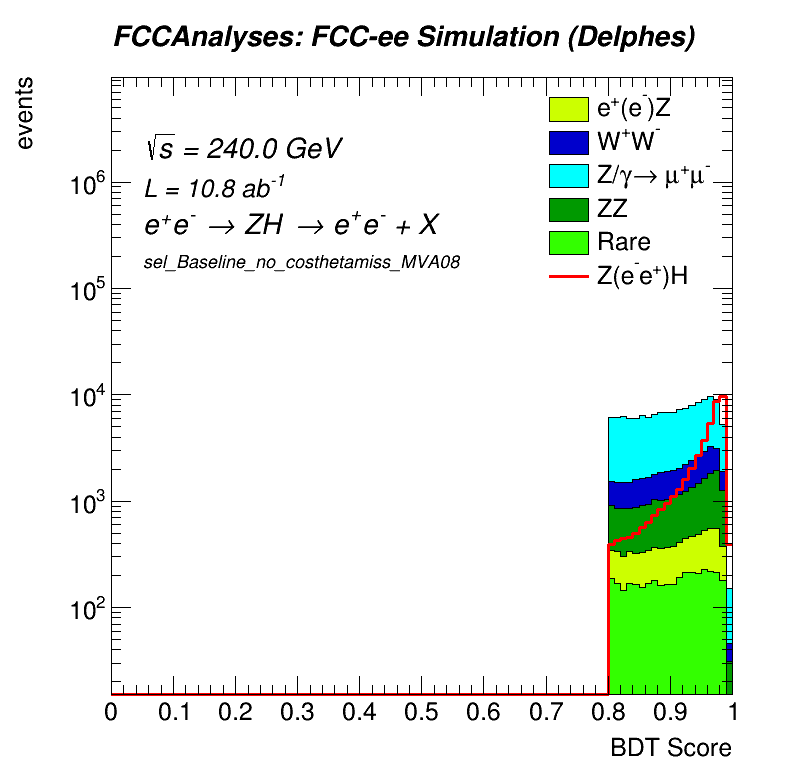 FCCAnalyses: FCC-ee Simulation (Delphes)
events
√s = 240.0 GeV
L = 10.8 ab⁻¹
e⁺e⁻ → ZH → e⁺e⁻ + X
sel_Baseline_no_costhetamiss_MVA08
e⁺(e⁻)Z
W⁺W⁻
Z/γ→ μ⁺μ⁻
ZZ
Rare
Z(e⁻e⁺)H
10⁶
10⁵
10⁴
10³
10²
0 0.1 0.2 0.3 0.4 0.5 0.6 0.7 0.8 0.9 1
BDT Score